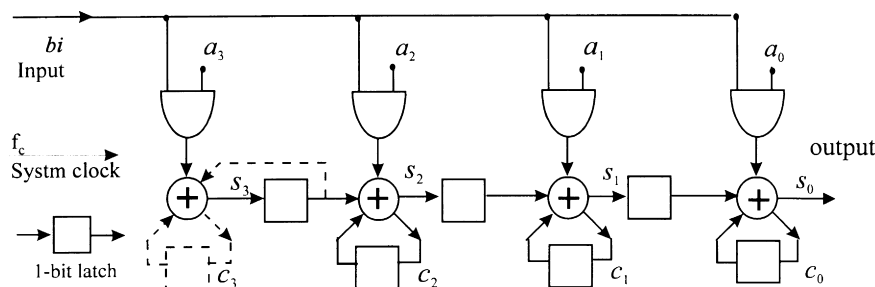 bi
Input
a3
a2
a1
a0
fc
Systm clock
output
s3
s2
s1
s0
1-bit latch
c3
c2
c1
c0